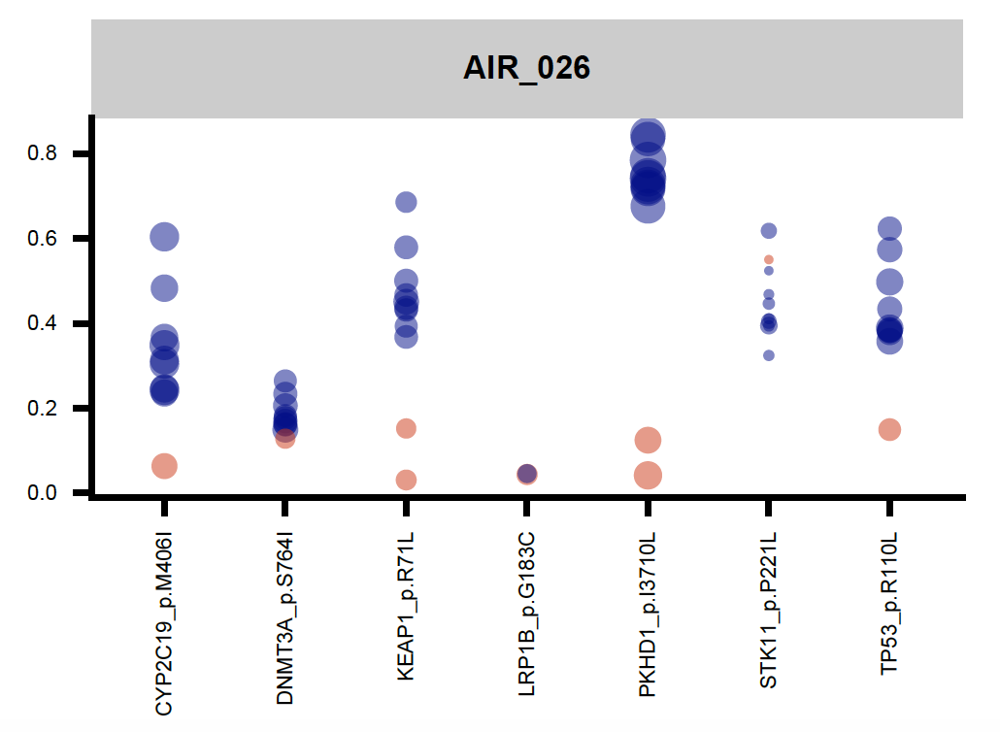 AIR_026
0.8
0.6
0.4
0.2
0.0
CYP2C19_p.M406I
DNMT3A_p.S764I
KEAP1_p.R71L
LRP1B_p.G183C
PKHD1_p.I3710L
STK11_p.P221L
TP53_p.R110L